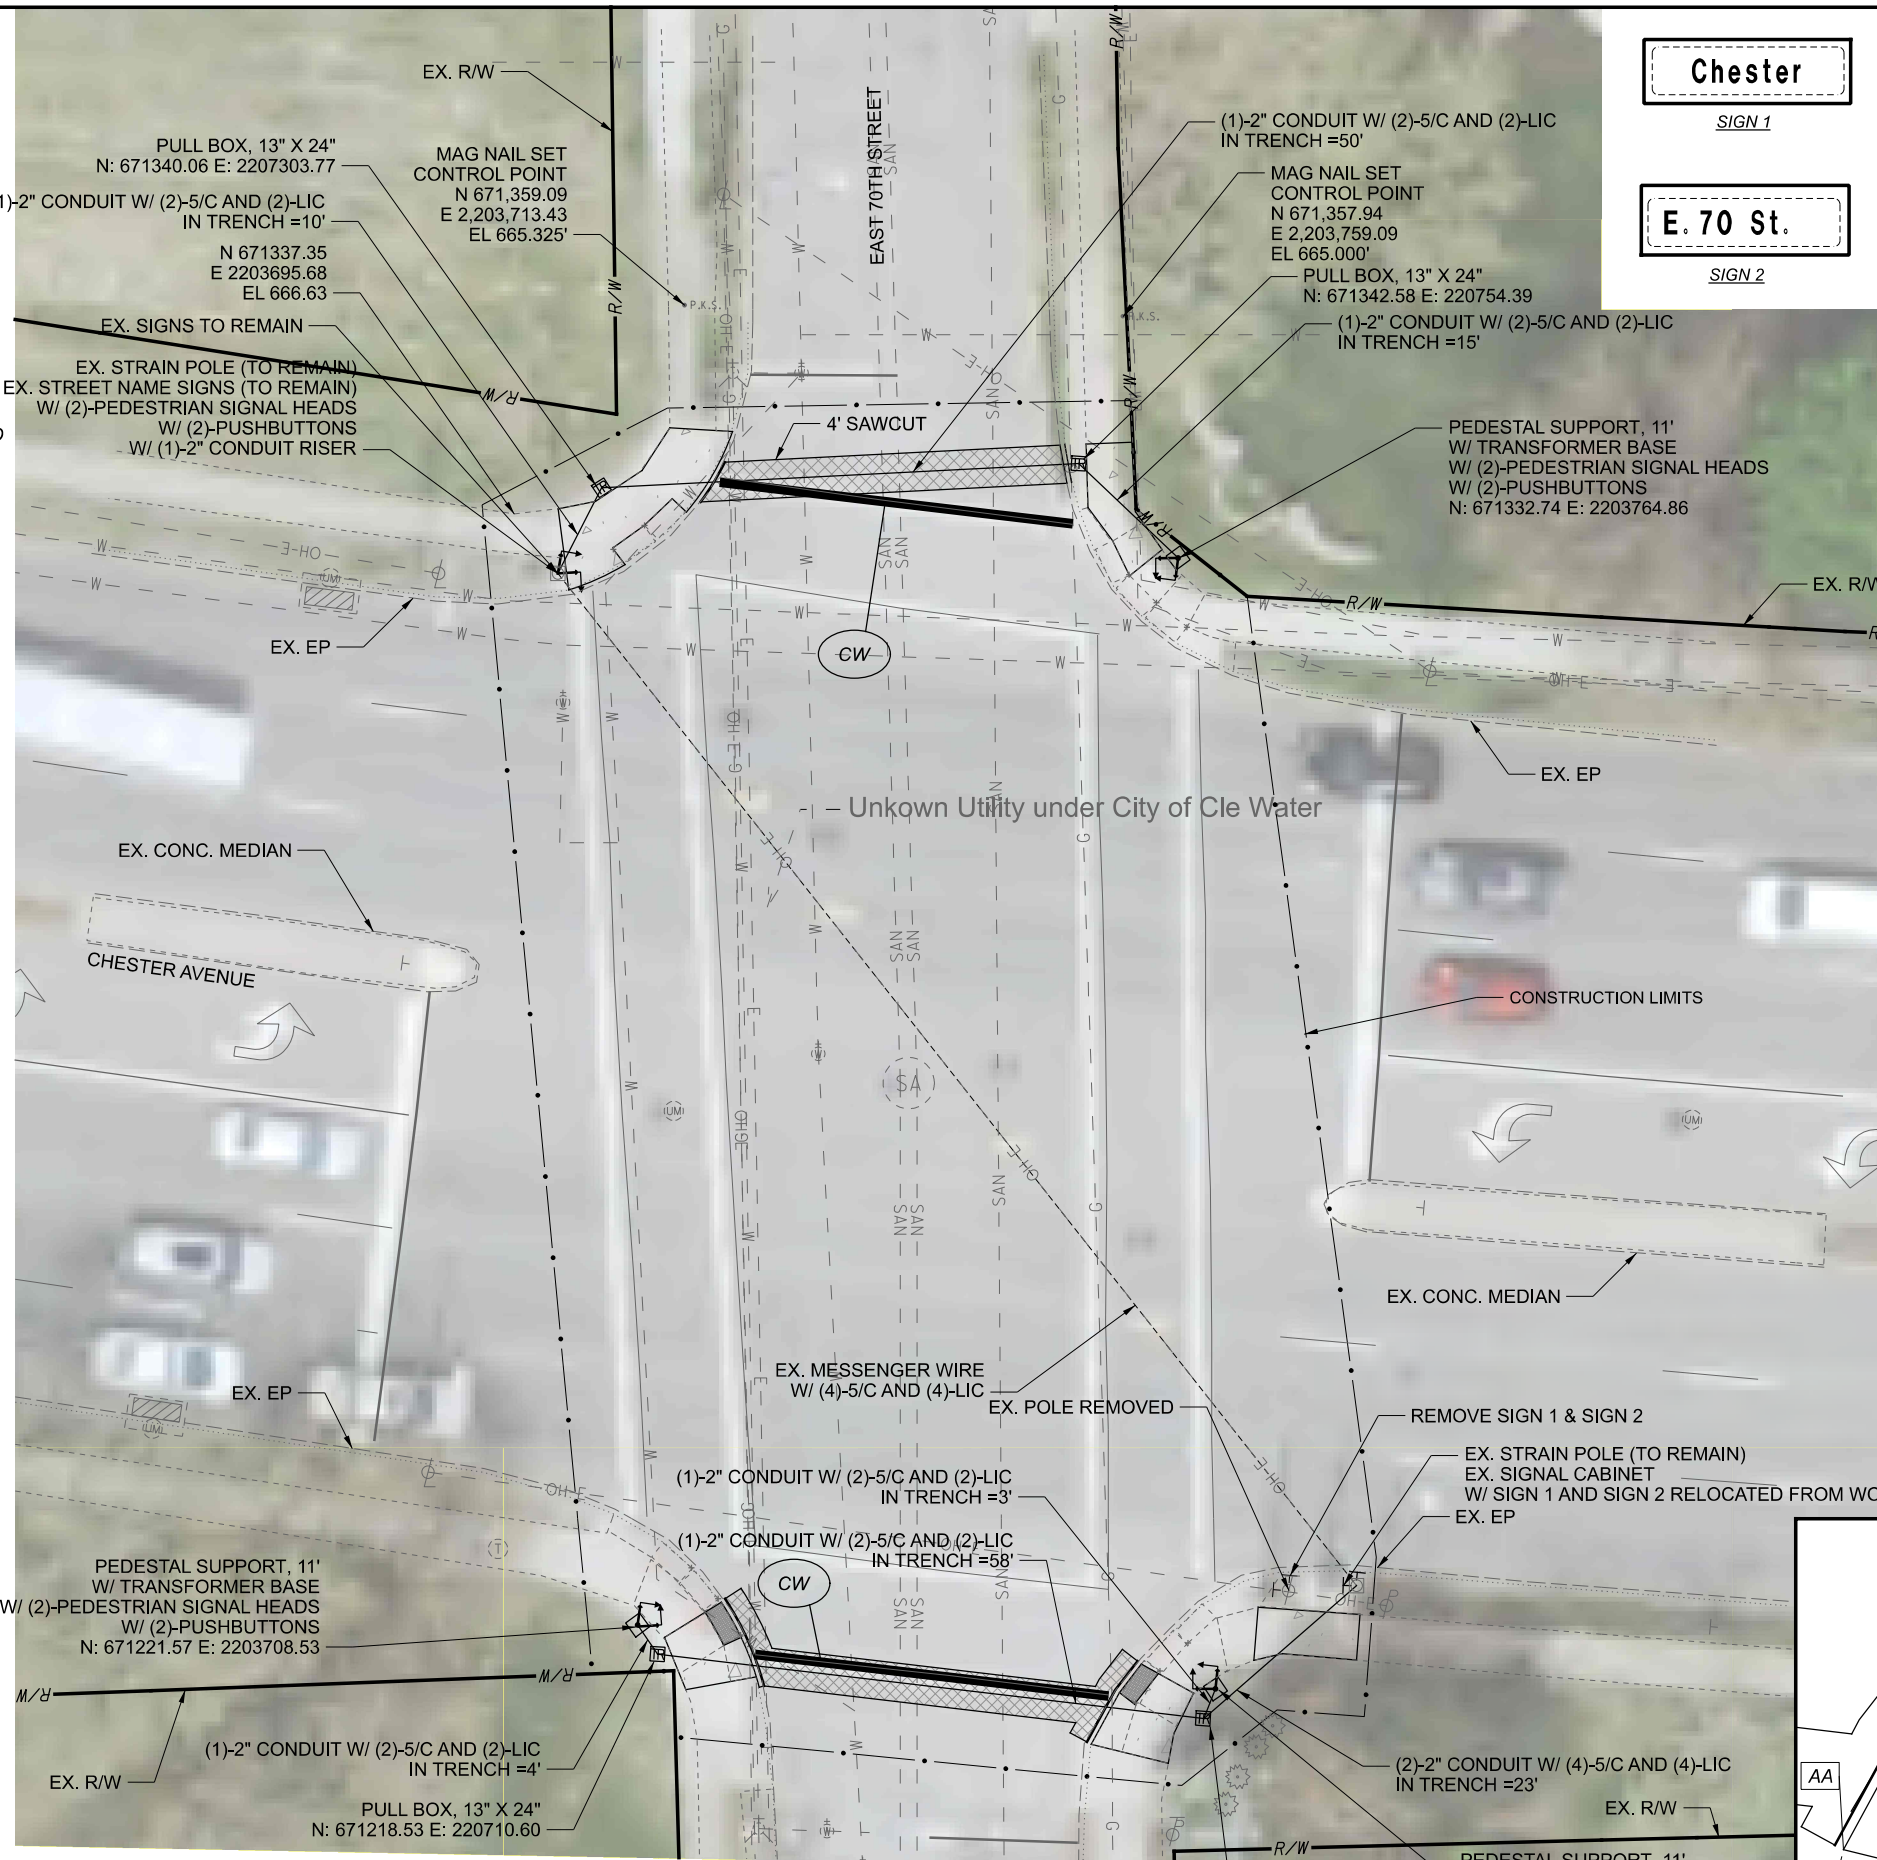 EX. R/W
PULL BOX, 13" X 24"
N: 671340.06 E: 2207303.77
MAG NAIL SET
CONTROL POINT
N 671,359.09
E 2,203,713.43
EL 665.325'
1)-2" CONDUIT W/ (2)-5/C AND (2)-LIC
IN TRENCH =10'
N 671337.35
E 2203695.68
EL 666.63
EX. SIGNS TO REMAIN
EX. STRAIN POLE (TO REMAIN)
EX. STREET NAME SIGNS (TO REMAIN)
W/ (2)-PEDESTRIAN SIGNAL HEADS
W/ (2)-PUSHBUTTONS
W/ (1)-2" CONDUIT RISER
EAST 70TH STREET
(1)-2" CONDUIT W/ (2)-5/C AND (2)-LIC
IN TRENCH =50'
MAG NAIL SET
CONTROL POINT
N 671,357.94
E 2,203,759.09
EL 665.000'
PULL BOX, 13" X 24"
N: 671342.58 E: 220754.39
(1)-2" CONDUIT W/ (2)-5/C AND (2)-LIC
IN TRENCH =15'
Chester
SIGN 1
E. 70 St.
SIGN 2
P.K.S.
4' SAWCUT
PEDESTAL SUPPORT, 11'
W/ TRANSFORMER BASE
W/ (2)-PEDESTRIAN SIGNAL HEADS
W/ (2)-PUSHBUTTONS
N: 671332.74 E: 2203764.86
EX. R/W
R/W
R/W
R/W
R/W
R/W
EX. EP
CW
EX. EP
Unkown Utility under City of Cle Water
EX. CONC. MEDIAN
CHESTER AVENUE
CONSTRUCTION LIMITS
SA
UM
UM
EX. CONC. MEDIAN
EX. MESSENGER WIRE
W/ (4)-5/C AND (4)-LIC
EX. POLE REMOVED
REMOVE SIGN 1 & SIGN 2
EX. EP
EX. STRAIN POLE (TO REMAIN)
EX. SIGNAL CABINET
W/ SIGN 1 AND SIGN 2 RELOCATED FROM WO
EX. EP
(1)-2" CONDUIT W/ (2)-5/C AND (2)-LIC
IN TRENCH =3'
(1)-2" CONDUIT W/ (2)-5/C AND (2)-LIC
IN TRENCH =58'
CW
PEDESTAL SUPPORT, 11'
W/ TRANSFORMER BASE
W/ (2)-PEDESTRIAN SIGNAL HEADS
W/ (2)-PUSHBUTTONS
N: 671221.57 E: 2203708.53
R/W
R/W
EX. R/W
(1)-2" CONDUIT W/ (2)-5/C AND (2)-LIC
IN TRENCH =4'
PULL BOX, 13" X 24"
N: 671218.53 E: 220710.60
(2)-2" CONDUIT W/ (4)-5/C AND (4)-LIC
IN TRENCH =23'
EX. R/W
R/W
AA
PEDESTAL SUPPORT, 11'